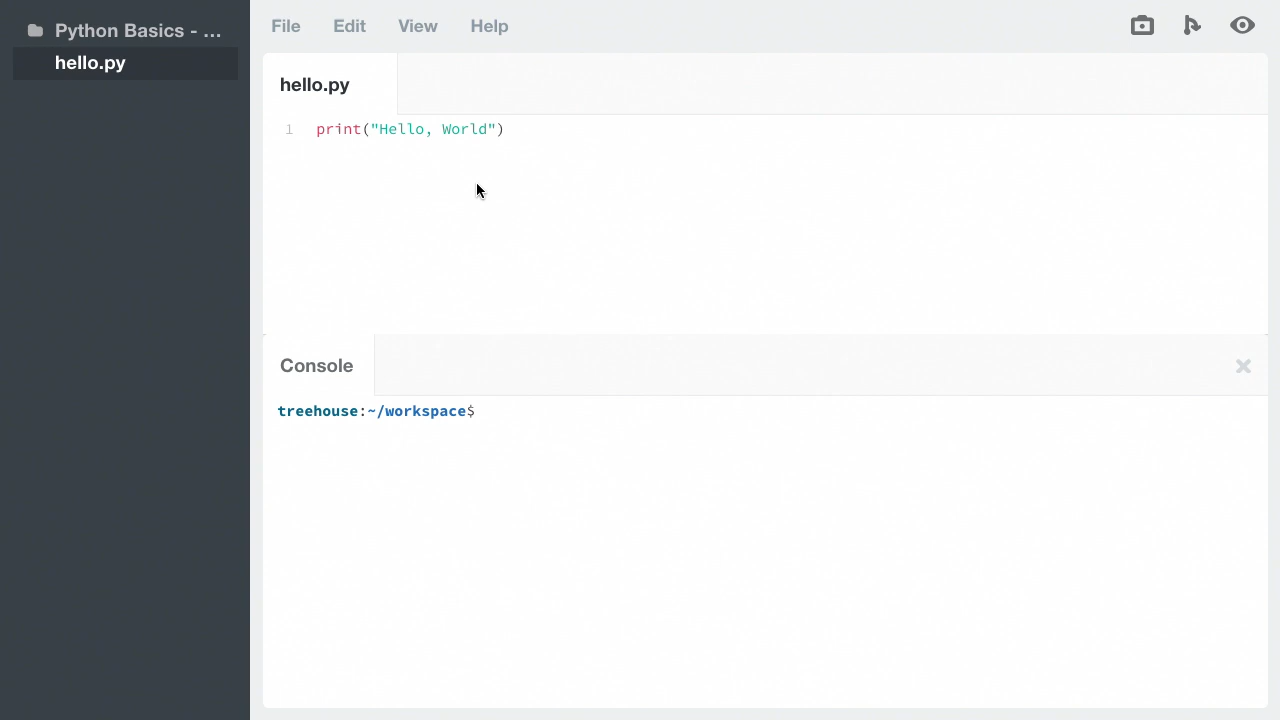 Python Basics - ...
hello.py
File Edit View Help
hello.py
1 print("Hello, World")
Console
treehouse:~/workspace$